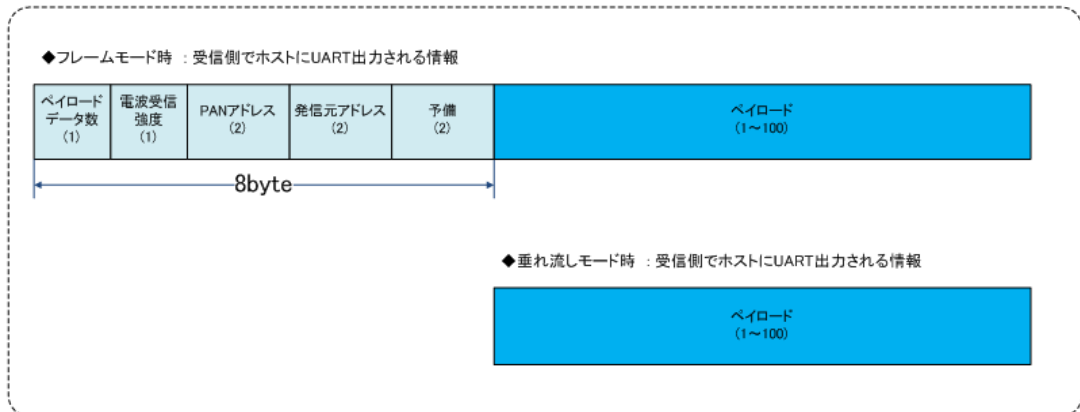 ◆フレームモード時 ：受信側でホストにUART出力される情報
ペイロード
データ数
(1)
電波受信
強度
(1)
PANアドレス
(2)
発信元アドレス
(2)
予備
(2)
ペイロード
(1～100)
8byte
◆垂れ流しモード時 ：受信側でホストにUART出力される情報
ペイロード
(1～100)